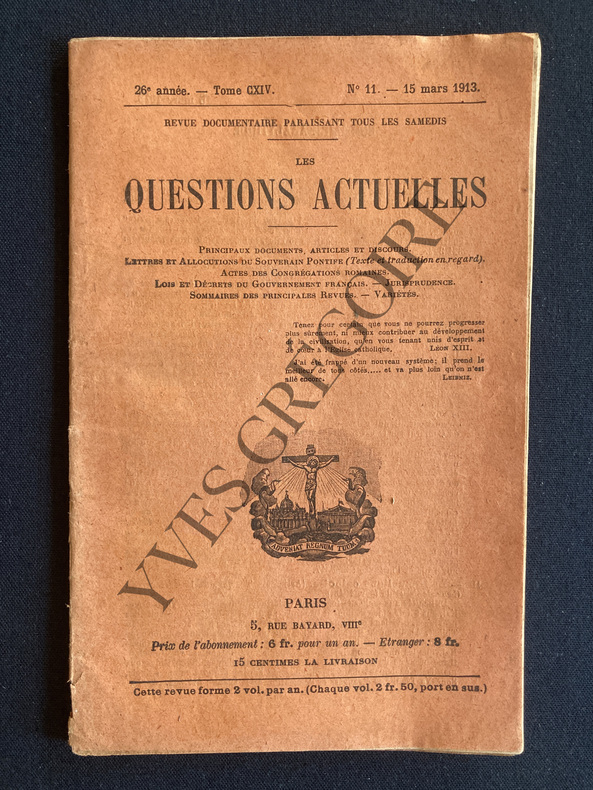 26e année. — Tome CXIV. N° 11. — 15 mars 1913.
REVUE DOCUMENTAIRE PARAISSANT TOUS LES SAMEDIS
LES
QUESTIONS ACTUELLES
PRINCIPAUX DOCUMENTS, ARTICLES ET DISCOURS.
LETTRES ET ALLOCUTIONS DU SOUVERAIN PONTIFE (Texte et traduction en regard).
ACTES DES CONGRÉGATIONS ROMAINES.
LOIS ET DÉCRETS DU GOUVERNEMENT FRANÇAIS. — JURISPRUDENCE.
SOMMAIRES DES PRINCIPALES REVUES. — VARIÉTÉS.
Tenez pour certain que vous ne pourrez progresser
plus sûrement, ni mieux contribuer au développement
de la civilisation, qu'en vous tenant unis d'esprit et
de cœur à l'Eglise catholique. LEON XIII.
J'ai été frappé d'un nouveau système; il prend le
meilleur de tous côtés..... et va plus loin qu'on n'est
allé encore. LEIBNIZ.
ADVENIAT REGNUM TUUM
PARIS
5, RUE BAYARD, VIIIe
Prix de l'abonnement : 6 fr. pour un an. — Etranger : 8 fr.
15 CENTIMES LA LIVRAISON
Cette revue forme 2 vol. par an. (Chaque vol. 2 fr. 50, port en sus.)
YVES GREGOIRE